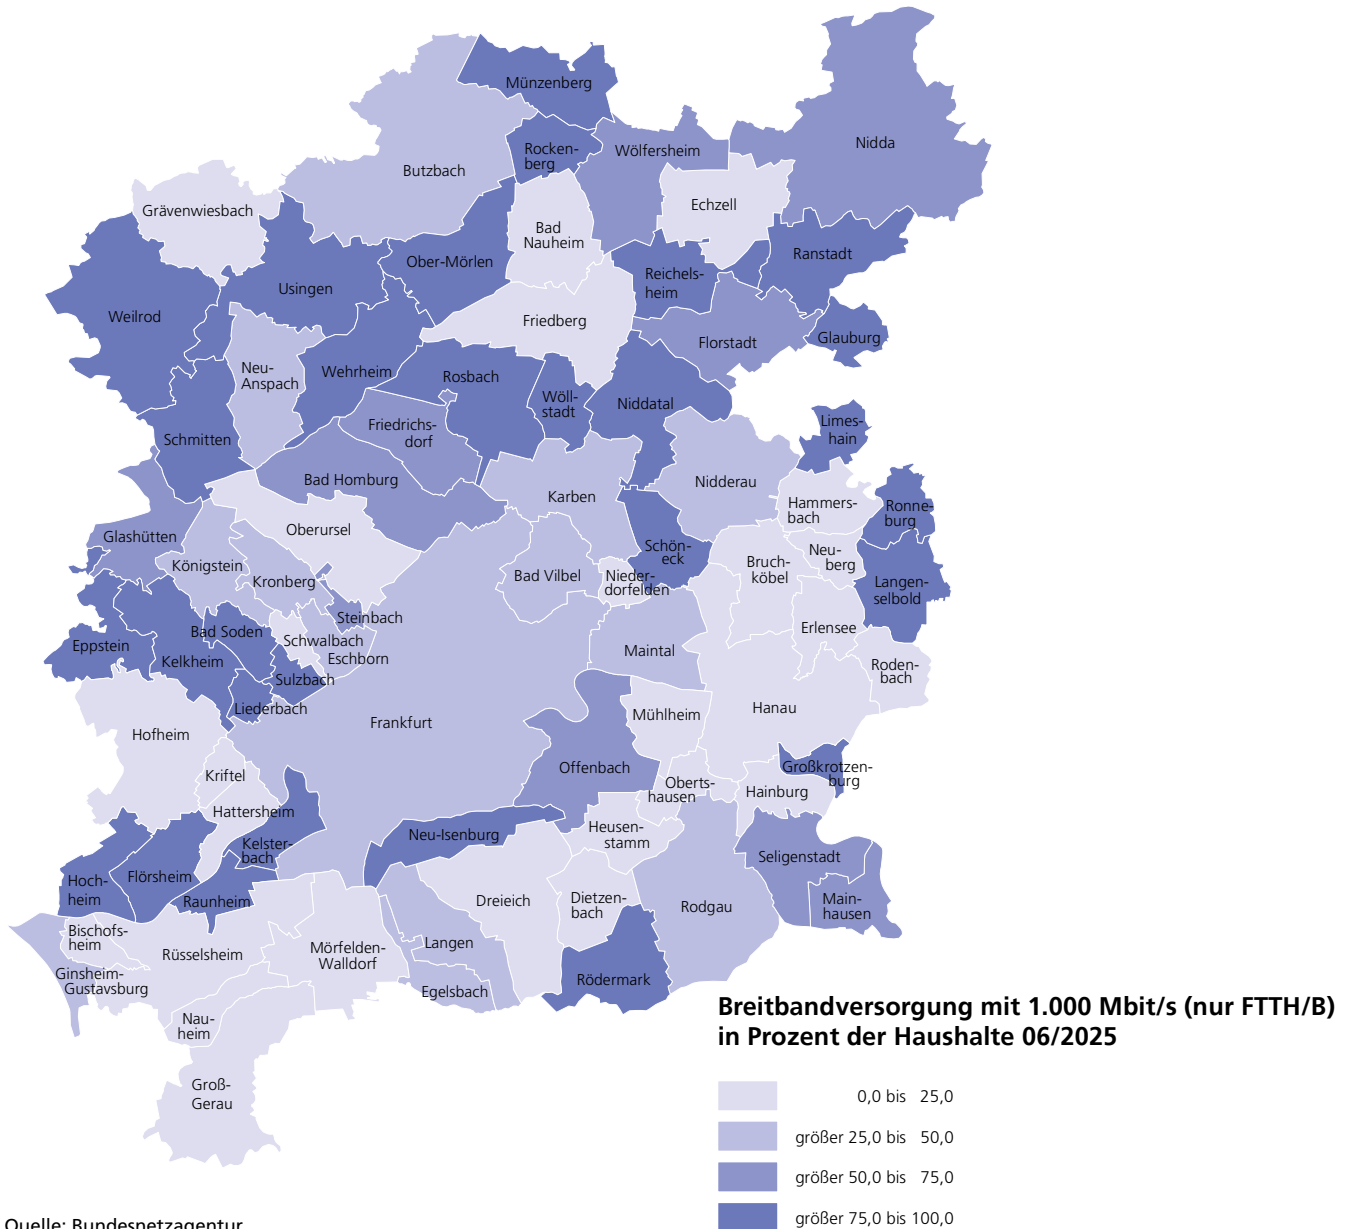 Münzenberg
Nidda
Rocken-
berg
Wölfersheim
Butzbach
Echzell
Grävenwiesbach
Bad
Nauheim
Ober-Mörlen
Ranstadt
Reichels-
heim
Usingen
Weilrod
Friedberg
Florstadt
Glauburg
Neu-
Anspach
Wehrheim
Rosbach
Wöll-
stadt
Niddatal
Limes-
hain
Friedrichs-
dorf
Schmitten
Bad Homburg
Karben
Nidderau
Hammers-
bach
Ronne-
burg
Oberursel
Glashütten
Schön-
eck
Neu-
berg
Bruch-
köbel
Königstein
Kronberg
Bad Vilbel
Nieder-
dorfelden
Langen-
selbold
Steinbach
Bad Soden
Schwalbach
Erlensee
Eppstein
Kelkheim
Eschborn
Maintal
Roden-
bach
Sulzbach
Liederbach
Frankfurt
Mühlheim
Hanau
Hofheim
Offenbach
Großkrotzen-
burg
Kriftel
Oberts-
hausen
Hainburg
Hattersheim
Neu-Isenburg
Heusen-
stamm
Kelster-
bach
Seligenstadt
Hoch-
heim
Flörsheim
Raunheim
Dreieich
Dietzen-
bach
Rodgau
Main-
hausen
Bischofs-
heim
Rüsselsheim
Mörfelden-
Walldorf
Langen
Ginsheim-
Gustavsburg
Egelsbach
Rödermark
Nau-
heim
Groß-
Gerau
Breitbandversorgung mit 1.000 Mbit/s (nur FTTH/B)
in Prozent der Haushalte 06/2025
0,0 bis 25,0
größer 25,0 bis 50,0
größer 50,0 bis 75,0
größer 75,0 bis 100,0
Quelle: Bundesnetzagentur